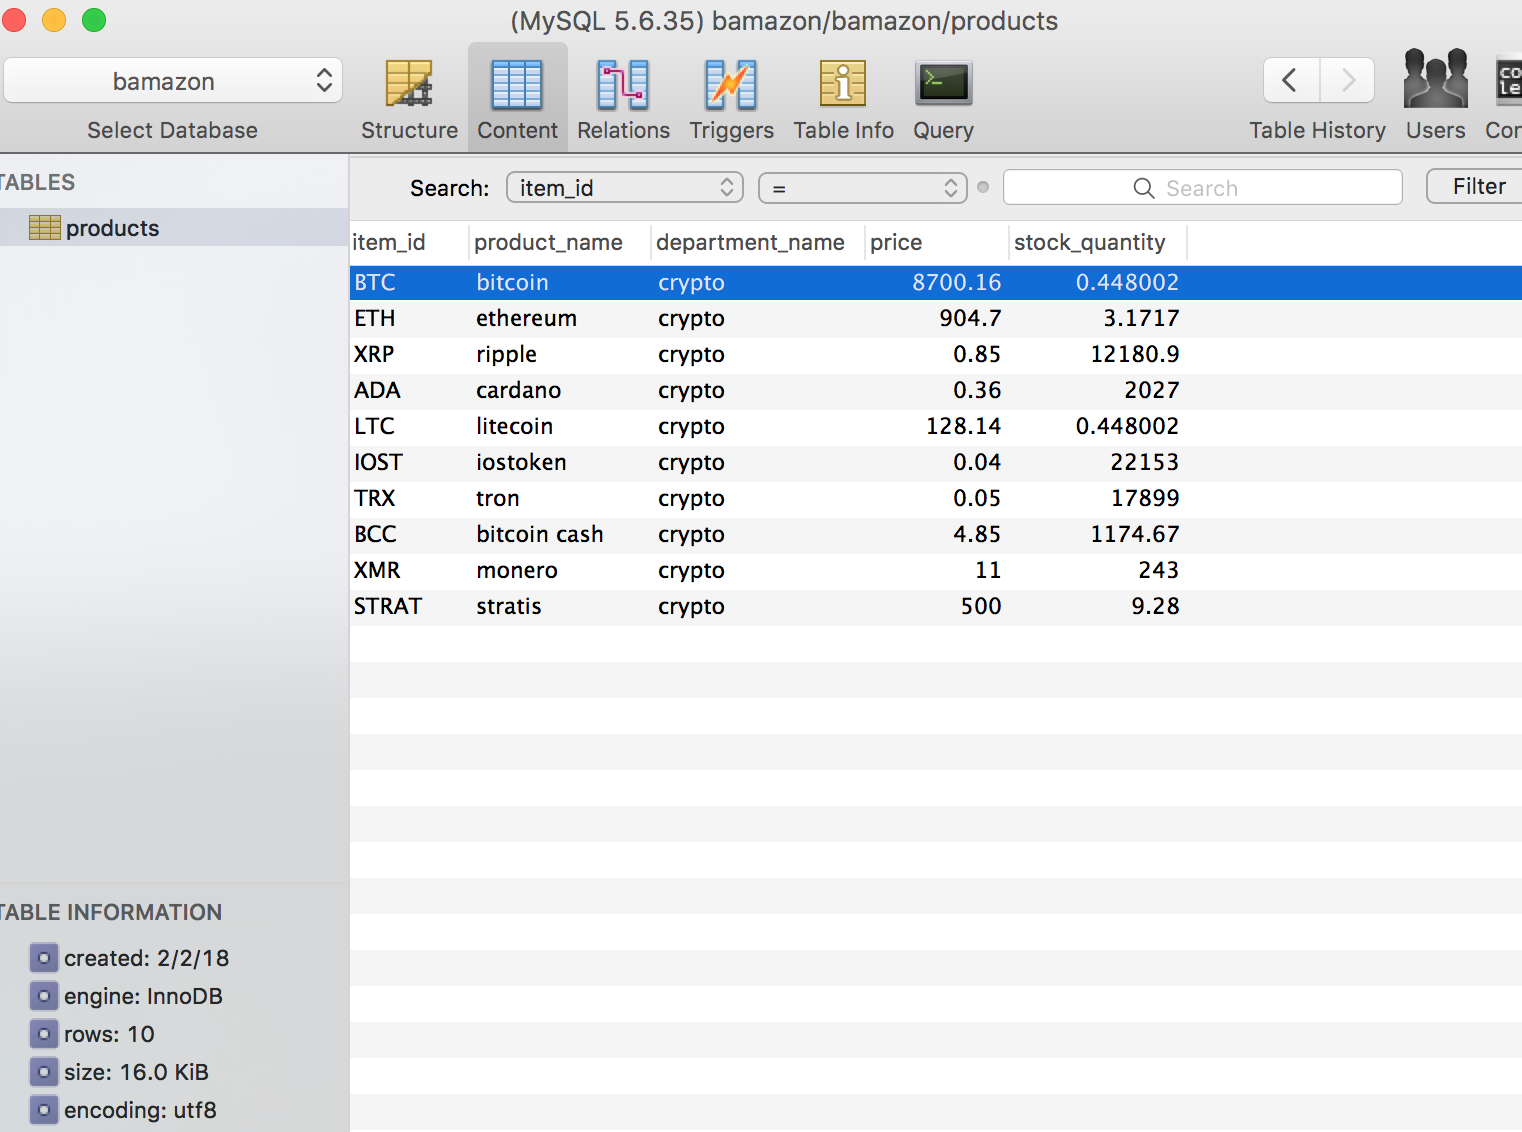 (MySQL 5.6.35) bamazon/bamazon/products
bamazon
Select Database Structure Content Relations Triggers Table Info Query Table History Users Con
co
le
TABLES
products
Search: item_id = Search Filter
item_id product_name department_name price stock_quantity
BTC bitcoin crypto 8700.16 0.448002
ETH ethereum crypto 904.7 3.1717
XRP ripple crypto 0.85 12180.9
ADA cardano crypto 0.36 2027
LTC litecoin crypto 128.14 0.448002
IOST iostoken crypto 0.04 22153
TRX tron crypto 0.05 17899
BCC bitcoin cash crypto 4.85 1174.67
XMR monero crypto 11 243
STRAT stratis crypto 500 9.28
TABLE INFORMATION
created: 2/2/18
engine: InnoDB
rows: 10
size: 16.0 KiB
encoding: utf8